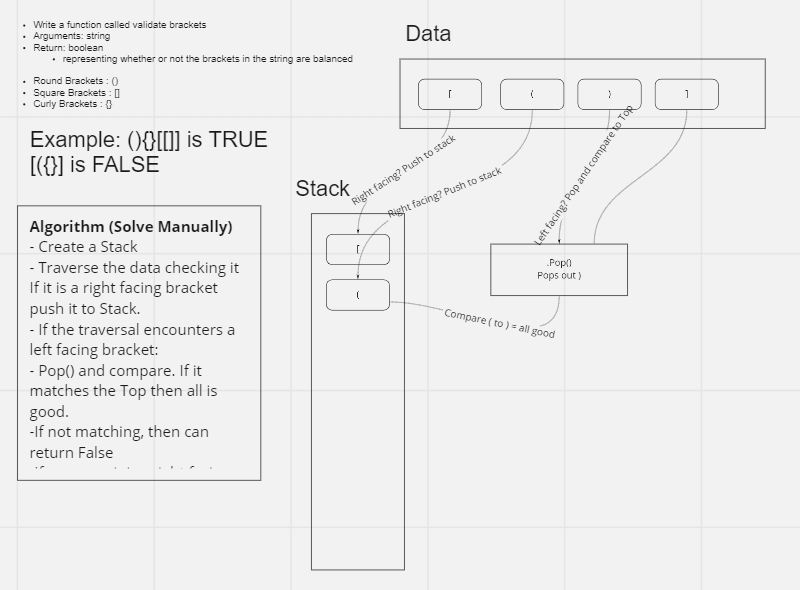 • Write a function called validate brackets
• Arguments: string
• Return: boolean
• representing whether or not the brackets in the string are balanced
• Round Brackets : ()
• Square Brackets : []
• Curly Brackets : {}
Example: (){}[[]] is TRUE
[({}] is FALSE
Algorithm (Solve Manually)
- Create a Stack
- Traverse the data checking it
If it is a right facing bracket
push it to Stack.
- If the traversal encounters a
left facing bracket:
- Pop() and compare. If it
matches the Top then all is
good.
-If not matching, then can
return False
Data
[
(
)
]
Right facing? Push to stack
Right facing? Push to stack
Left facing? Pop and compare to Top
Stack
[
(
.Pop()
Pops out )
Compare ( to ) = all good